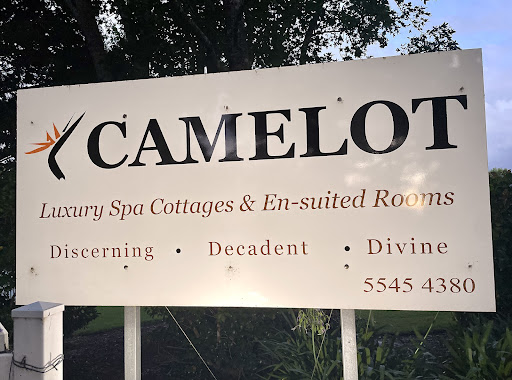 CAMELOT
Luxury Spa Cottages & En-suited Rooms
Discerning • Decadent • Divine
5545 4380